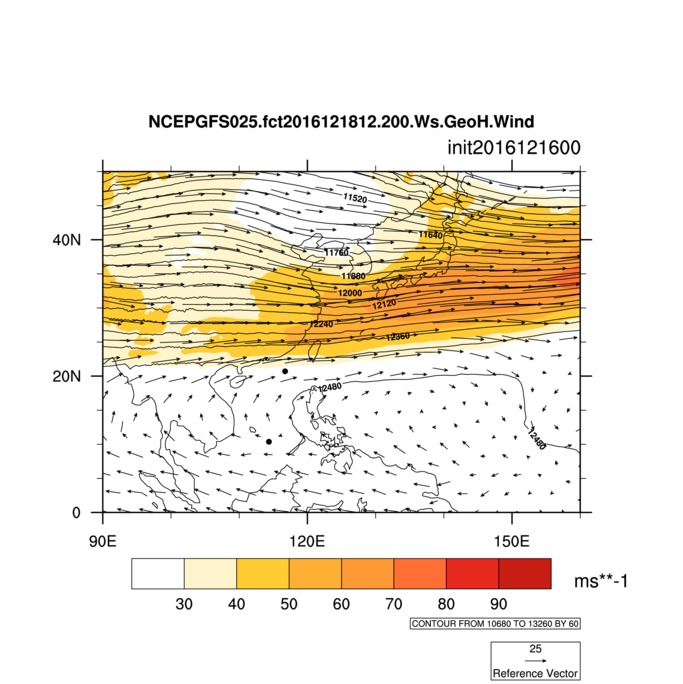 NCEPGFS025.fct2016121812.200.Ws.GeoH.Wind
init2016121600
11520
40N
11640
11760
11880
12000
12120
12240
12360
20N
12480
12480
0
90E 120E 150E
ms**-1
30 40 50 60 70 80 90
CONTOUR FROM 10680 TO 13260 BY 60
25
Reference Vector